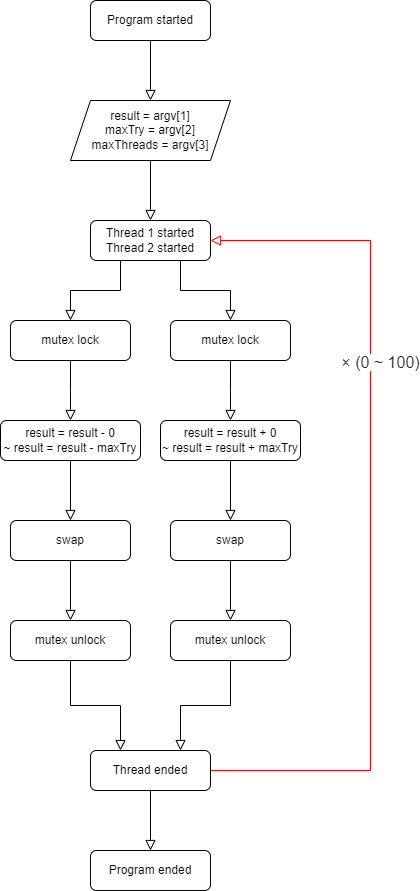 Program started
result = argv[1]
maxTry = argv[2]
maxThreads = argv[3]
Thread 1 started
Thread 2 started
mutex lock
mutex lock
× (0 ~ 100)
result = result - 0
~ result = result - maxTry
result = result + 0
~ result = result + maxTry
swap
swap
mutex unlock
mutex unlock
Thread ended
Program ended